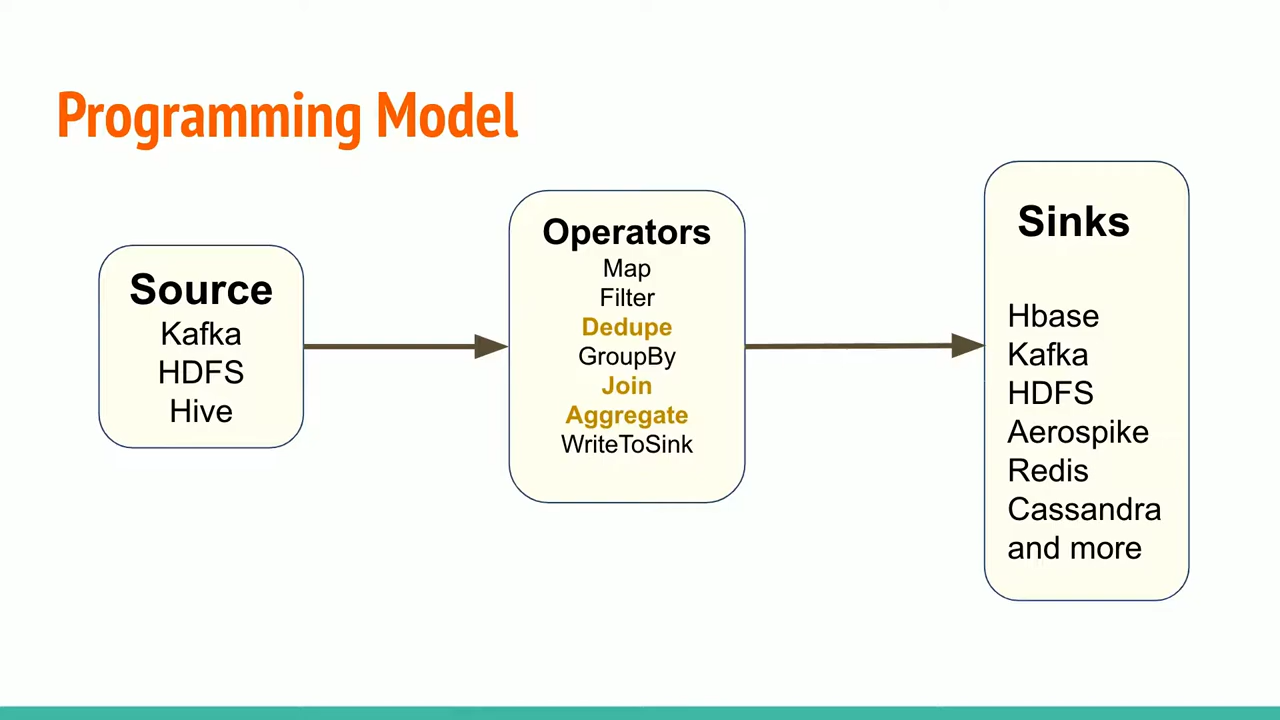 Programming Model
Source
Kafka
HDFS
Hive
Operators
Map
Filter
Dedupe
GroupBy
Join
Aggregate
WriteToSink
Sinks
Hbase
Kafka
HDFS
Aerospike
Redis
Cassandra
and more